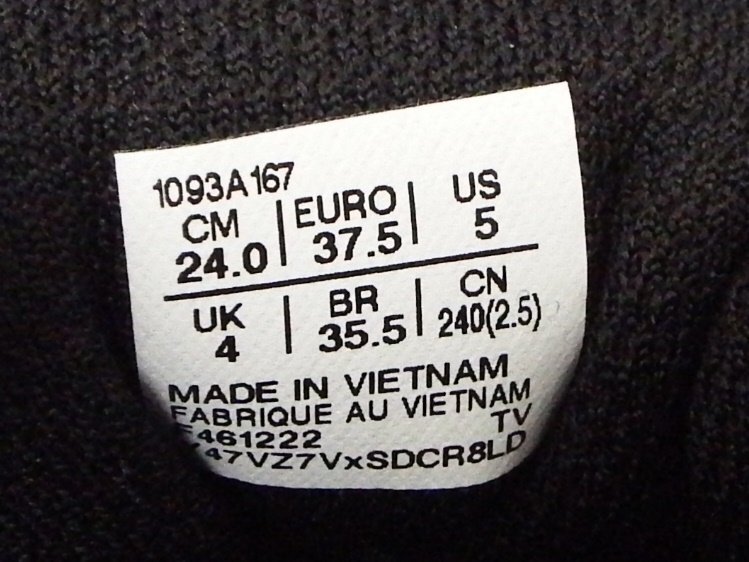 1093A167
CM | EURO | US
24.0 | 37.5 | 5
UK | BR | CN
4 | 35.5 | 240(2.5)
MADE IN VIETNAM
FABRIQUE AU VIETNAM
461222 TV
47VZ7VxSDCR8LD